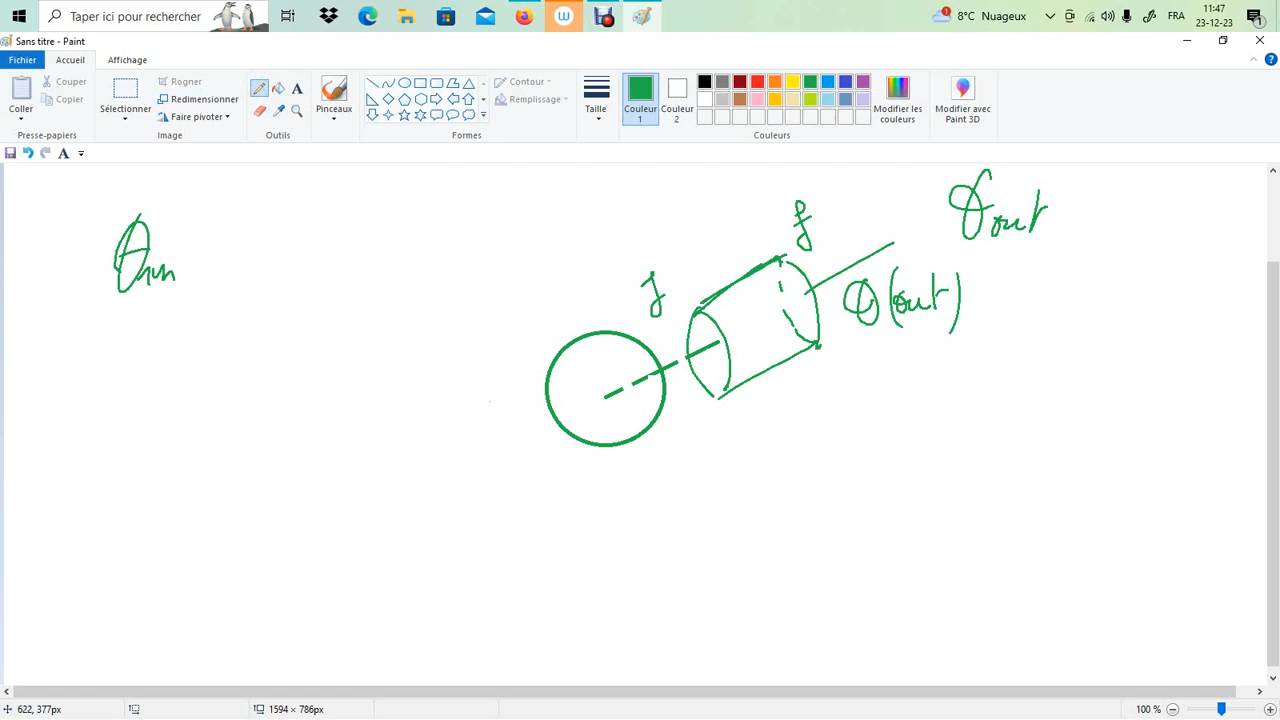 Taper ici pour rechercher
8°C Nuageux
FRA
11:47
23-12-23
1
Sans titre - Paint
Fichier
Accueil
Affichage
Coller
Couper
Copier
Presse-papiers
Sélectionner
Rogner
Redimensionner
Faire pivoter
Image
A
Outils
Pinceaux
Formes
Contour
Remplissage
Taille
Couleur
1
Couleur
2
Couleurs
Modifier les
couleurs
Modifier avec
Paint 3D
A
out
(out)
622, 377px
1594 × 786px
100 %